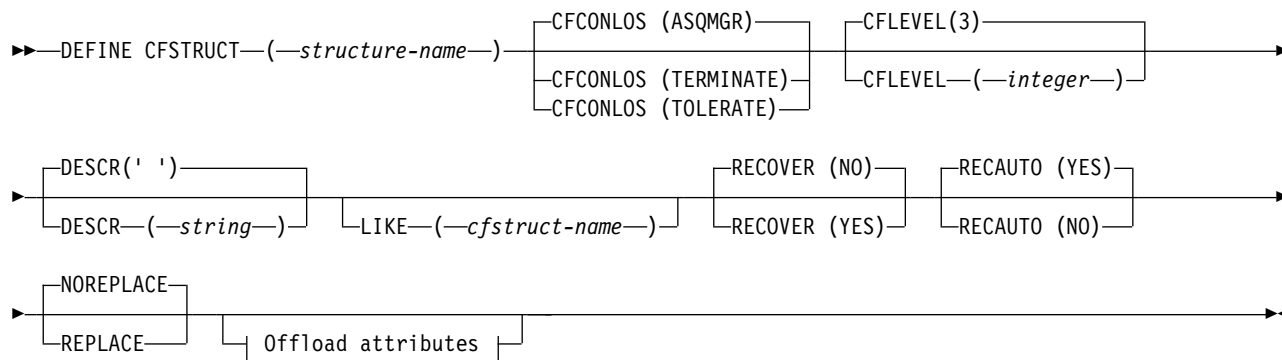 CFCONLOS (ASQMGR) CFLEVEL(3)
DEFINE CFSTRUCT ( structure-name )
CFCONLOS (TERMINATE) CFLEVEL ( integer )
CFCONLOS (TOLERATE)
DESCR(' ') RECOVER (NO) RECAUTO (YES)
DESCR ( string ) LIKE ( cfstruct-name ) RECOVER (YES) RECAUTO (NO)
NOREPLACE
REPLACE Offload attributes